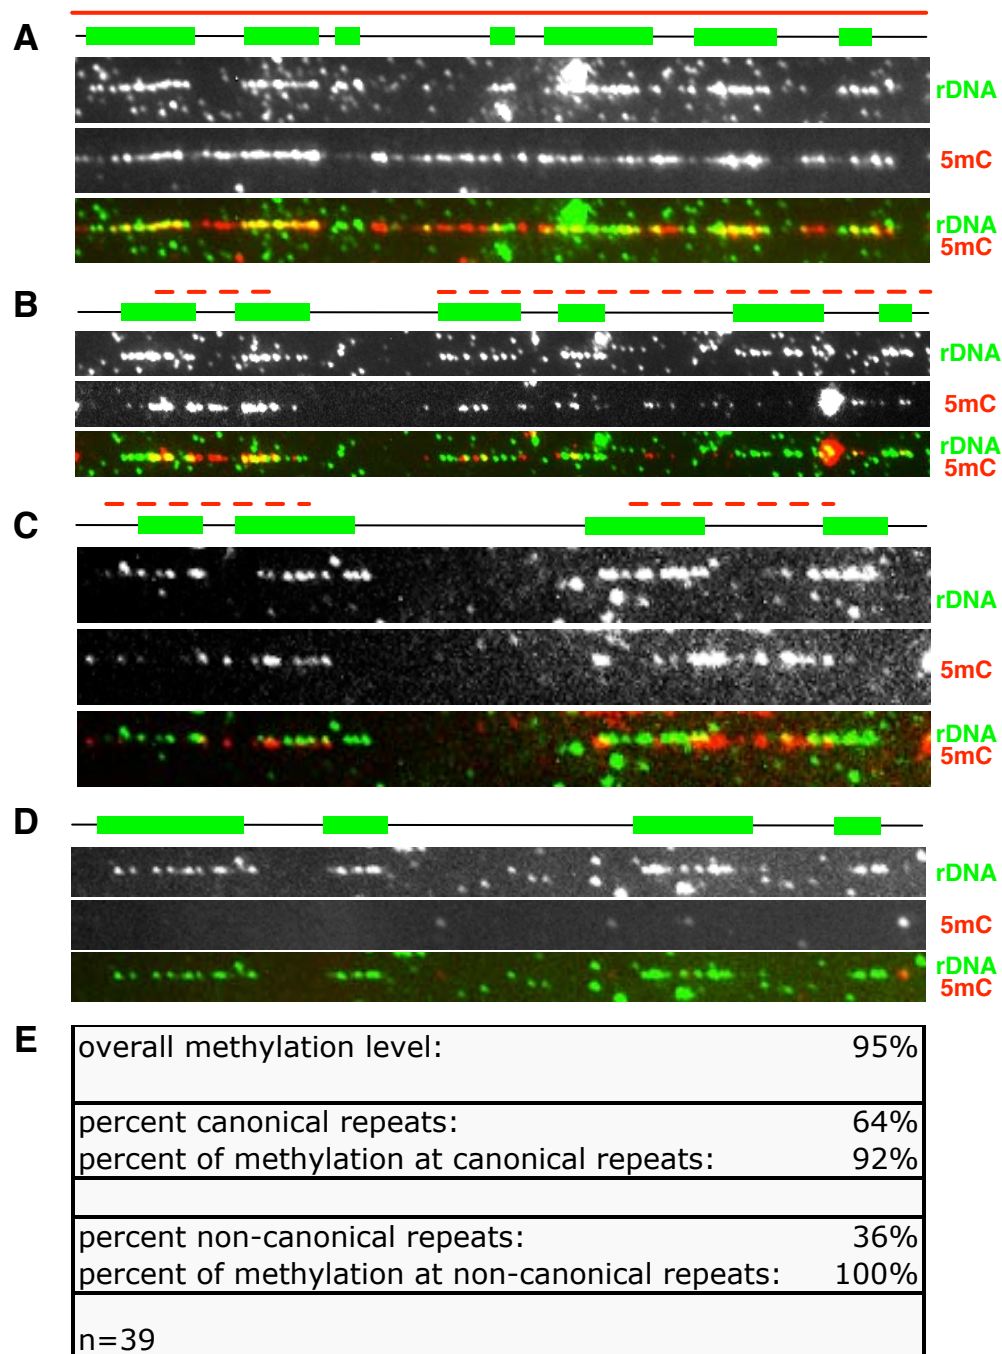 A
rDNA
5mC
rDNA
5mC
B
rDNA
5mC
rDNA
5mC
C
rDNA
5mC
rDNA
5mC
D
rDNA
5mC
rDNA
5mC
E
overall methylation level: 95%
percent canonical repeats: 64%
percent of methylation at canonical repeats: 92%
percent non-canonical repeats: 36%
percent of methylation at non-canonical repeats: 100%
n=39